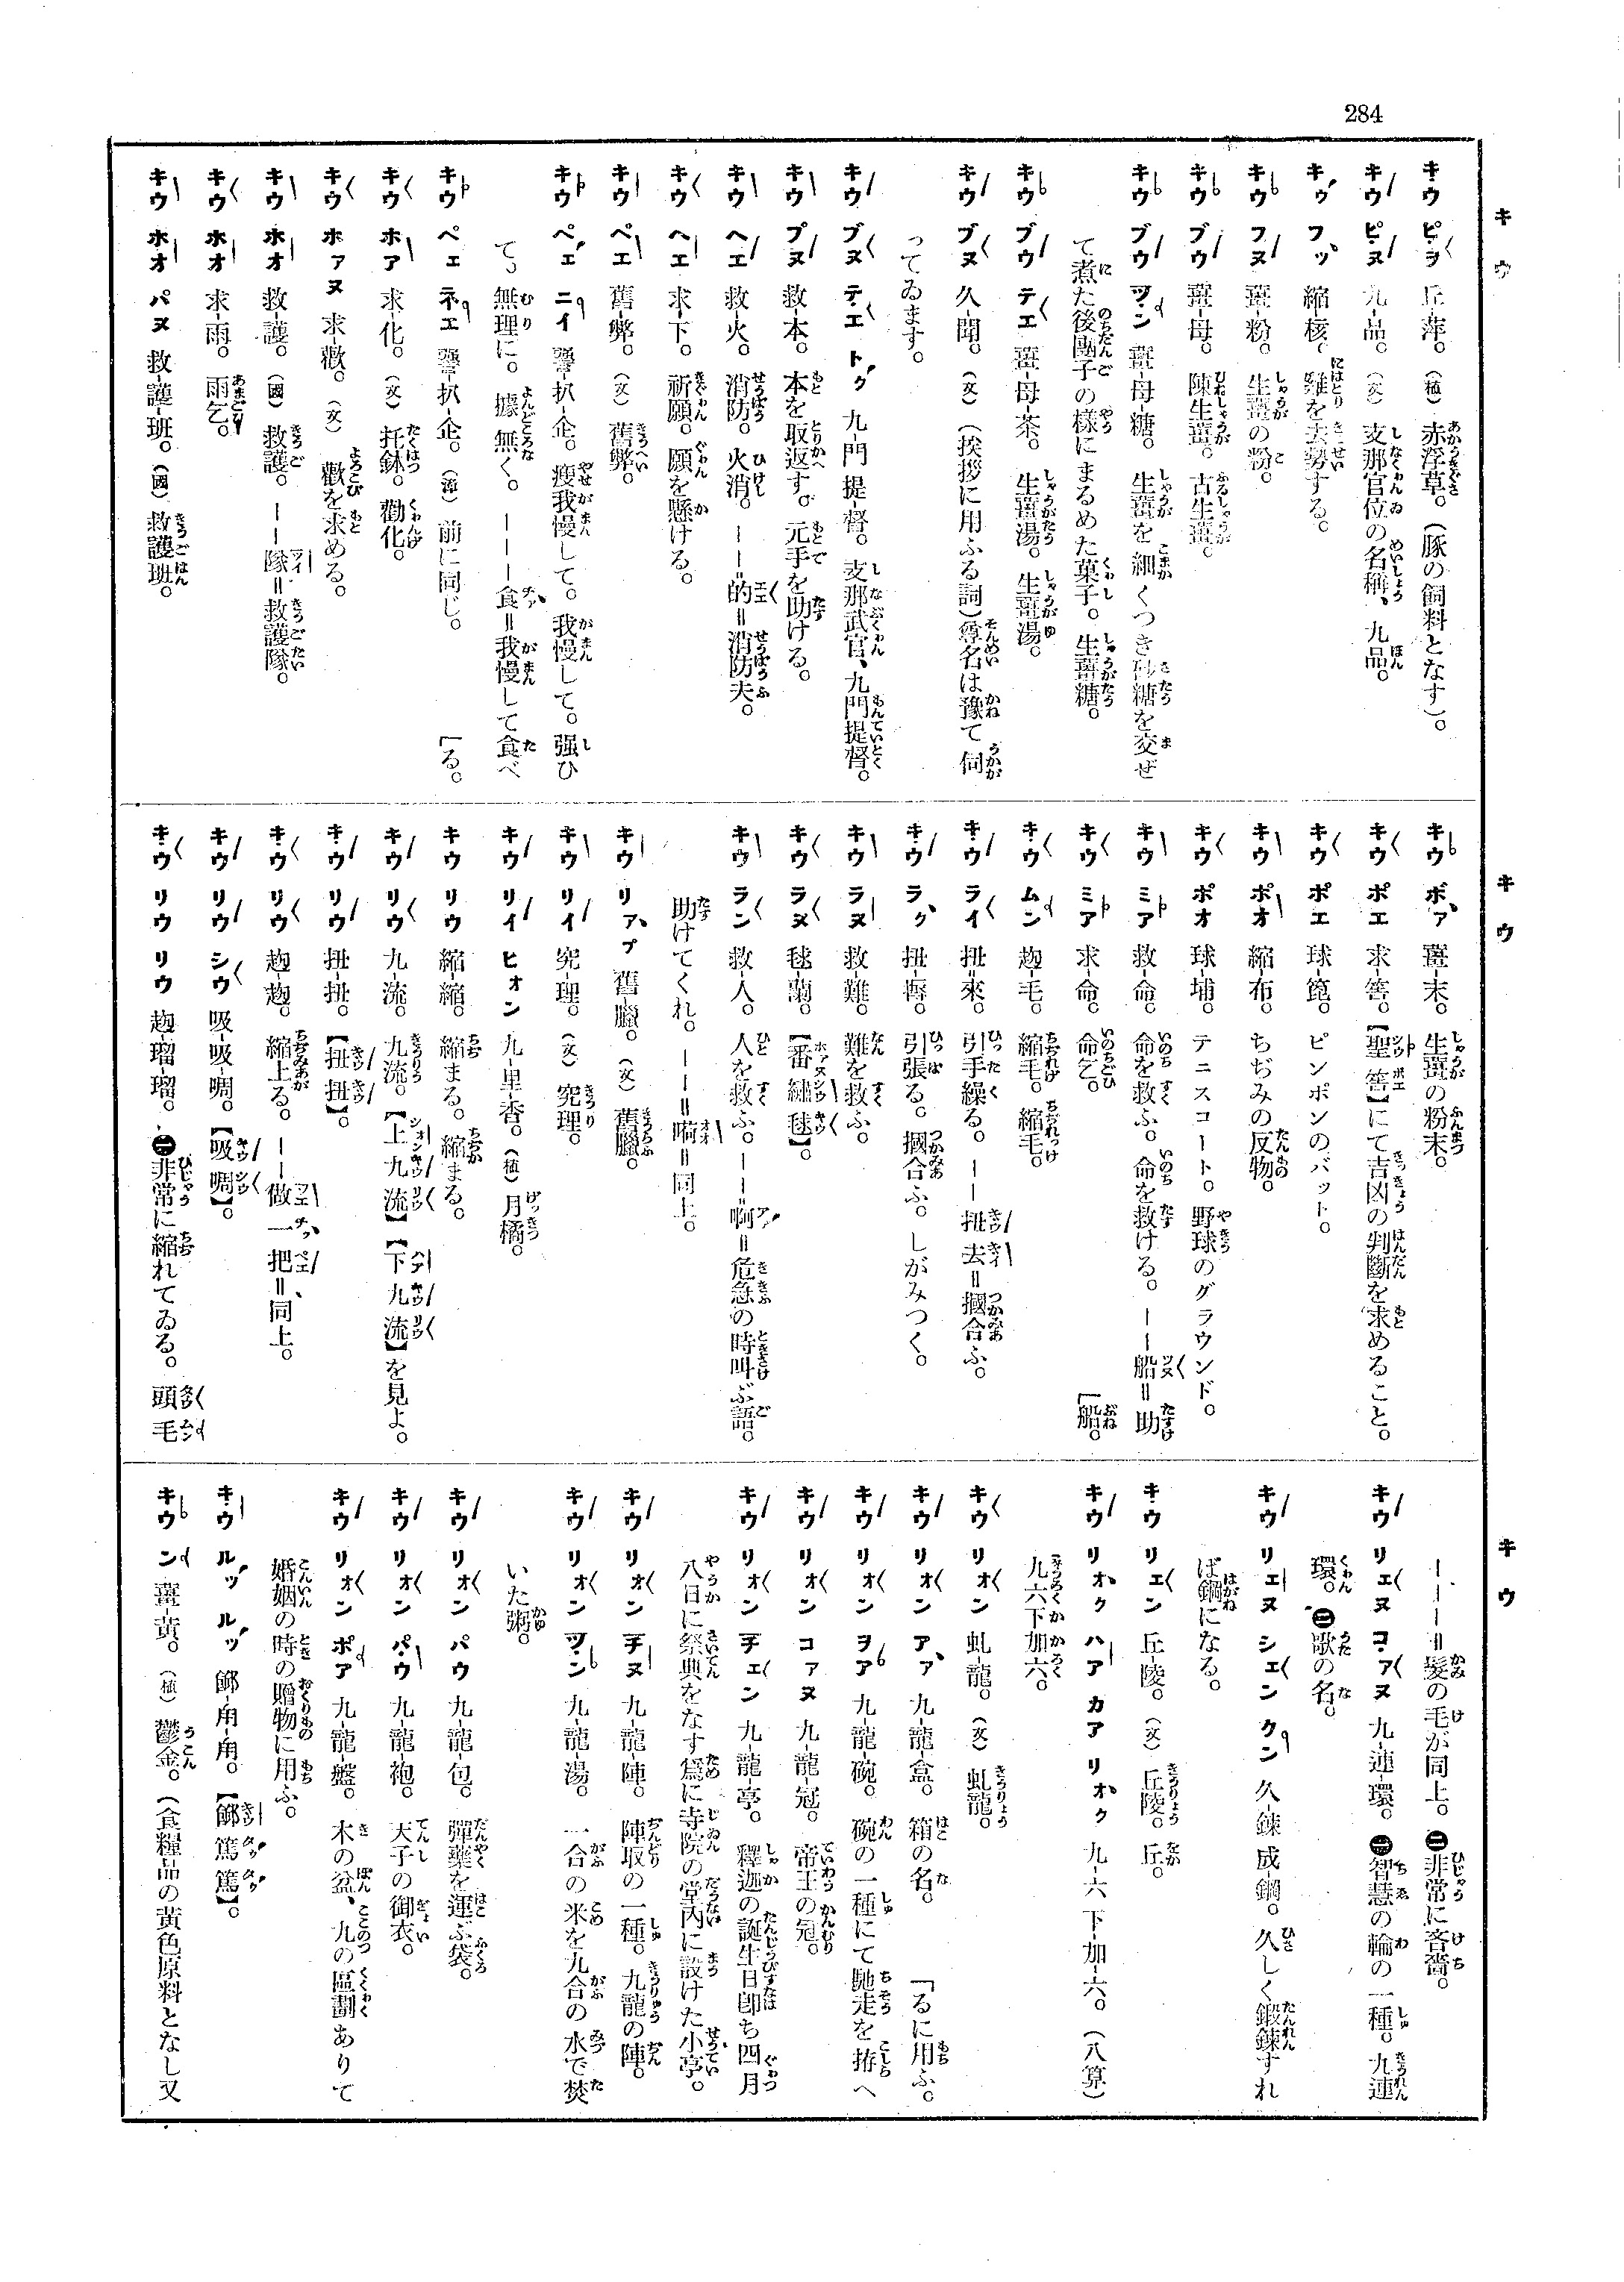 284
キウ
キウ ピヲ 丘-萍。(植)赤浮草。(豚の飼料となす)。
キウ ピヌ 九-品。(文)支那官位の名稱、九品。
キウ フッ 縮-核。雞を去勢する。
キウ フヌ 薑-粉。生薑の粉。
キウ ブウ 薑-母。陳生薑。古生薑。
キウ ブウ ツン 薑-母-糖。生薑を細くつき砂糖を交ぜ
て煮た後團子の樣にまるめた菓子。生薑糖。
キウ ブウ テエ 薑-母-茶。生薑湯。生薑湯。
キウ ブヌ 久-聞。(文)(挨拶に用ふる詞)尊名は豫て伺
ってゐます。
キウ ブヌ テエ トク 九-門-提-督。支那武官、九門提督。
キウ プヌ 救-本。本を取返す。元手を助ける。
キウ ヘエ 救-火。消防。火消。——=的=消防夫。
キウ ヘエ 求-下。祈願。願を懸ける。
キウ ペエ 舊-弊。(文)舊弊。
キウ ペェ ニイ 扒-企。瘦我慢して。我慢して。强ひ
て。無理に。據無く。———食=我慢して食べ
キウ ペェ ネェ 扒-企。 前に同じ。 [る。
キウ ホア 求-化。(文)托鉢。勸化。
キウ ホァヌ 求-歡。(文)歡を求める。
キウ ホオ 救-護。(國)救護。——隊=救護隊。
キウ ホオ 求-雨。雨乞。
キウ ホオ パヌ 救-護-班。(國)救護班。
キウ
キウ ボァ 薑-末。生薑の粉末。
キウ ポエ 求-筶。【聖筶】にて吉凶の判斷を求めること。
キウ ポエ 球-箆。ピンポンのバット。
キウ ポオ 縮-布。ちぢみの反物。
キウ ポオ 球-埔。テニスコート。野球のグラウンド。
キウ ミア 救-命。命を救ふ。命を救ける。——船=助
キウ ミア 求-命。命乞。 [船。
キウ ムン 毛。縮毛。縮毛。
キウ ライ 扭-來。引手繰る。——扭去=摑合ふ。
キウ ラク 扭-搙。引張る。摑合ふ。しがみつく。
キウ ラヌ 救-難。難を救ふ。
キウ ラヌ 毬-蘭。【番繡毬】。
キウ ラン 救-人。人を救ふ。——=啊=危急の時叫ぶ語。
助けてくれ。——=㗒=同上。
キウ リァプ 舊-臘。(文)舊臘。
キウ リイ 究-理。(文)究理。
キウ リイ ヒォン 九-里-香。(植)月橘。
キウ リウ 縮-縮。縮まる。縮まる。
キウ リウ 九-流。九流。【上九流】【下九流】を見よ。
キウ リウ 扭-扭。【扭扭】。
キウ リウ 縮上る。——做一把=同上。
キウ リウ シウ 吸-吸-啁。【吸啁】。
キウ リウ リウ 瑠-瑠。㊀非常に縮れてゐる。頭毛
キウ
———=髮の毛が同上。㊁非常に吝嗇。
キウ リェヌ コァヌ 九-連-環。㊀智慧の輪の一種。九連
環。㊁歌の名。
キウ リェヌ シェン クン 久-鍊-成-鋼。久しく鍛鍊すれ
ば鋼になる。
キウ リェン 丘-陵。(文)丘陵。丘。
キウ リオク ハア カア リオク 九-六-下-加-六。(八算)
九六下加六。
キウ リオン 虬-龍。(文)虬龍。
キウ リオン アァ 九-龍-盒。箱の名。 「るに用ふ。
キウ リオン ヲア 九-龍-碗。碗の一種にて馳走を拵へ
キウ リオン コァヌ 九-龍-冠。帝王の冠。
キウ リオン チェン 九-龍-亭。釋迦の誕生日卽ち四月
八日に祭典をなす爲に寺院の堂內に設けた小亭。
キウ リオン チヌ 九-龍-陣。陣取の一種。九龍の陣。
キウ リオン ツン 九-龍-湯。一合の米を九合の水で焚
いた粥。
キウ リオン パウ 九-龍-包。彈藥を運ぶ袋。
キウ リオン パウ 九-龍-袍。天子の御衣。
キウ リオン ポア 九-龍-盤。木の盆、九の區劃ありて
婚姻の時の贈物に用ふ。
キウ ルッ ルッ 角-角。【篤篤】。
キウ ン 薑-黃。(植)鬱金。(食糧品の黃色原料となし又